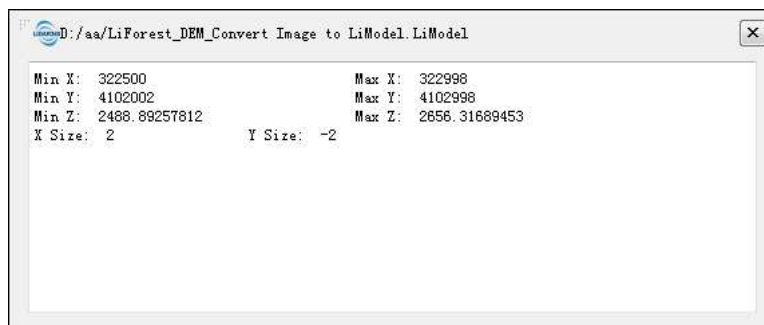 D:/aa/LiForest_DEM_Convert Image to LiModel.LiModel
Min X: 322500 Max X: 322998
Min Y: 4102002 Max Y: 4102998
Min Z: 2488.89257812 Max Z: 2656.31689453
X Size: 2 Y Size: -2